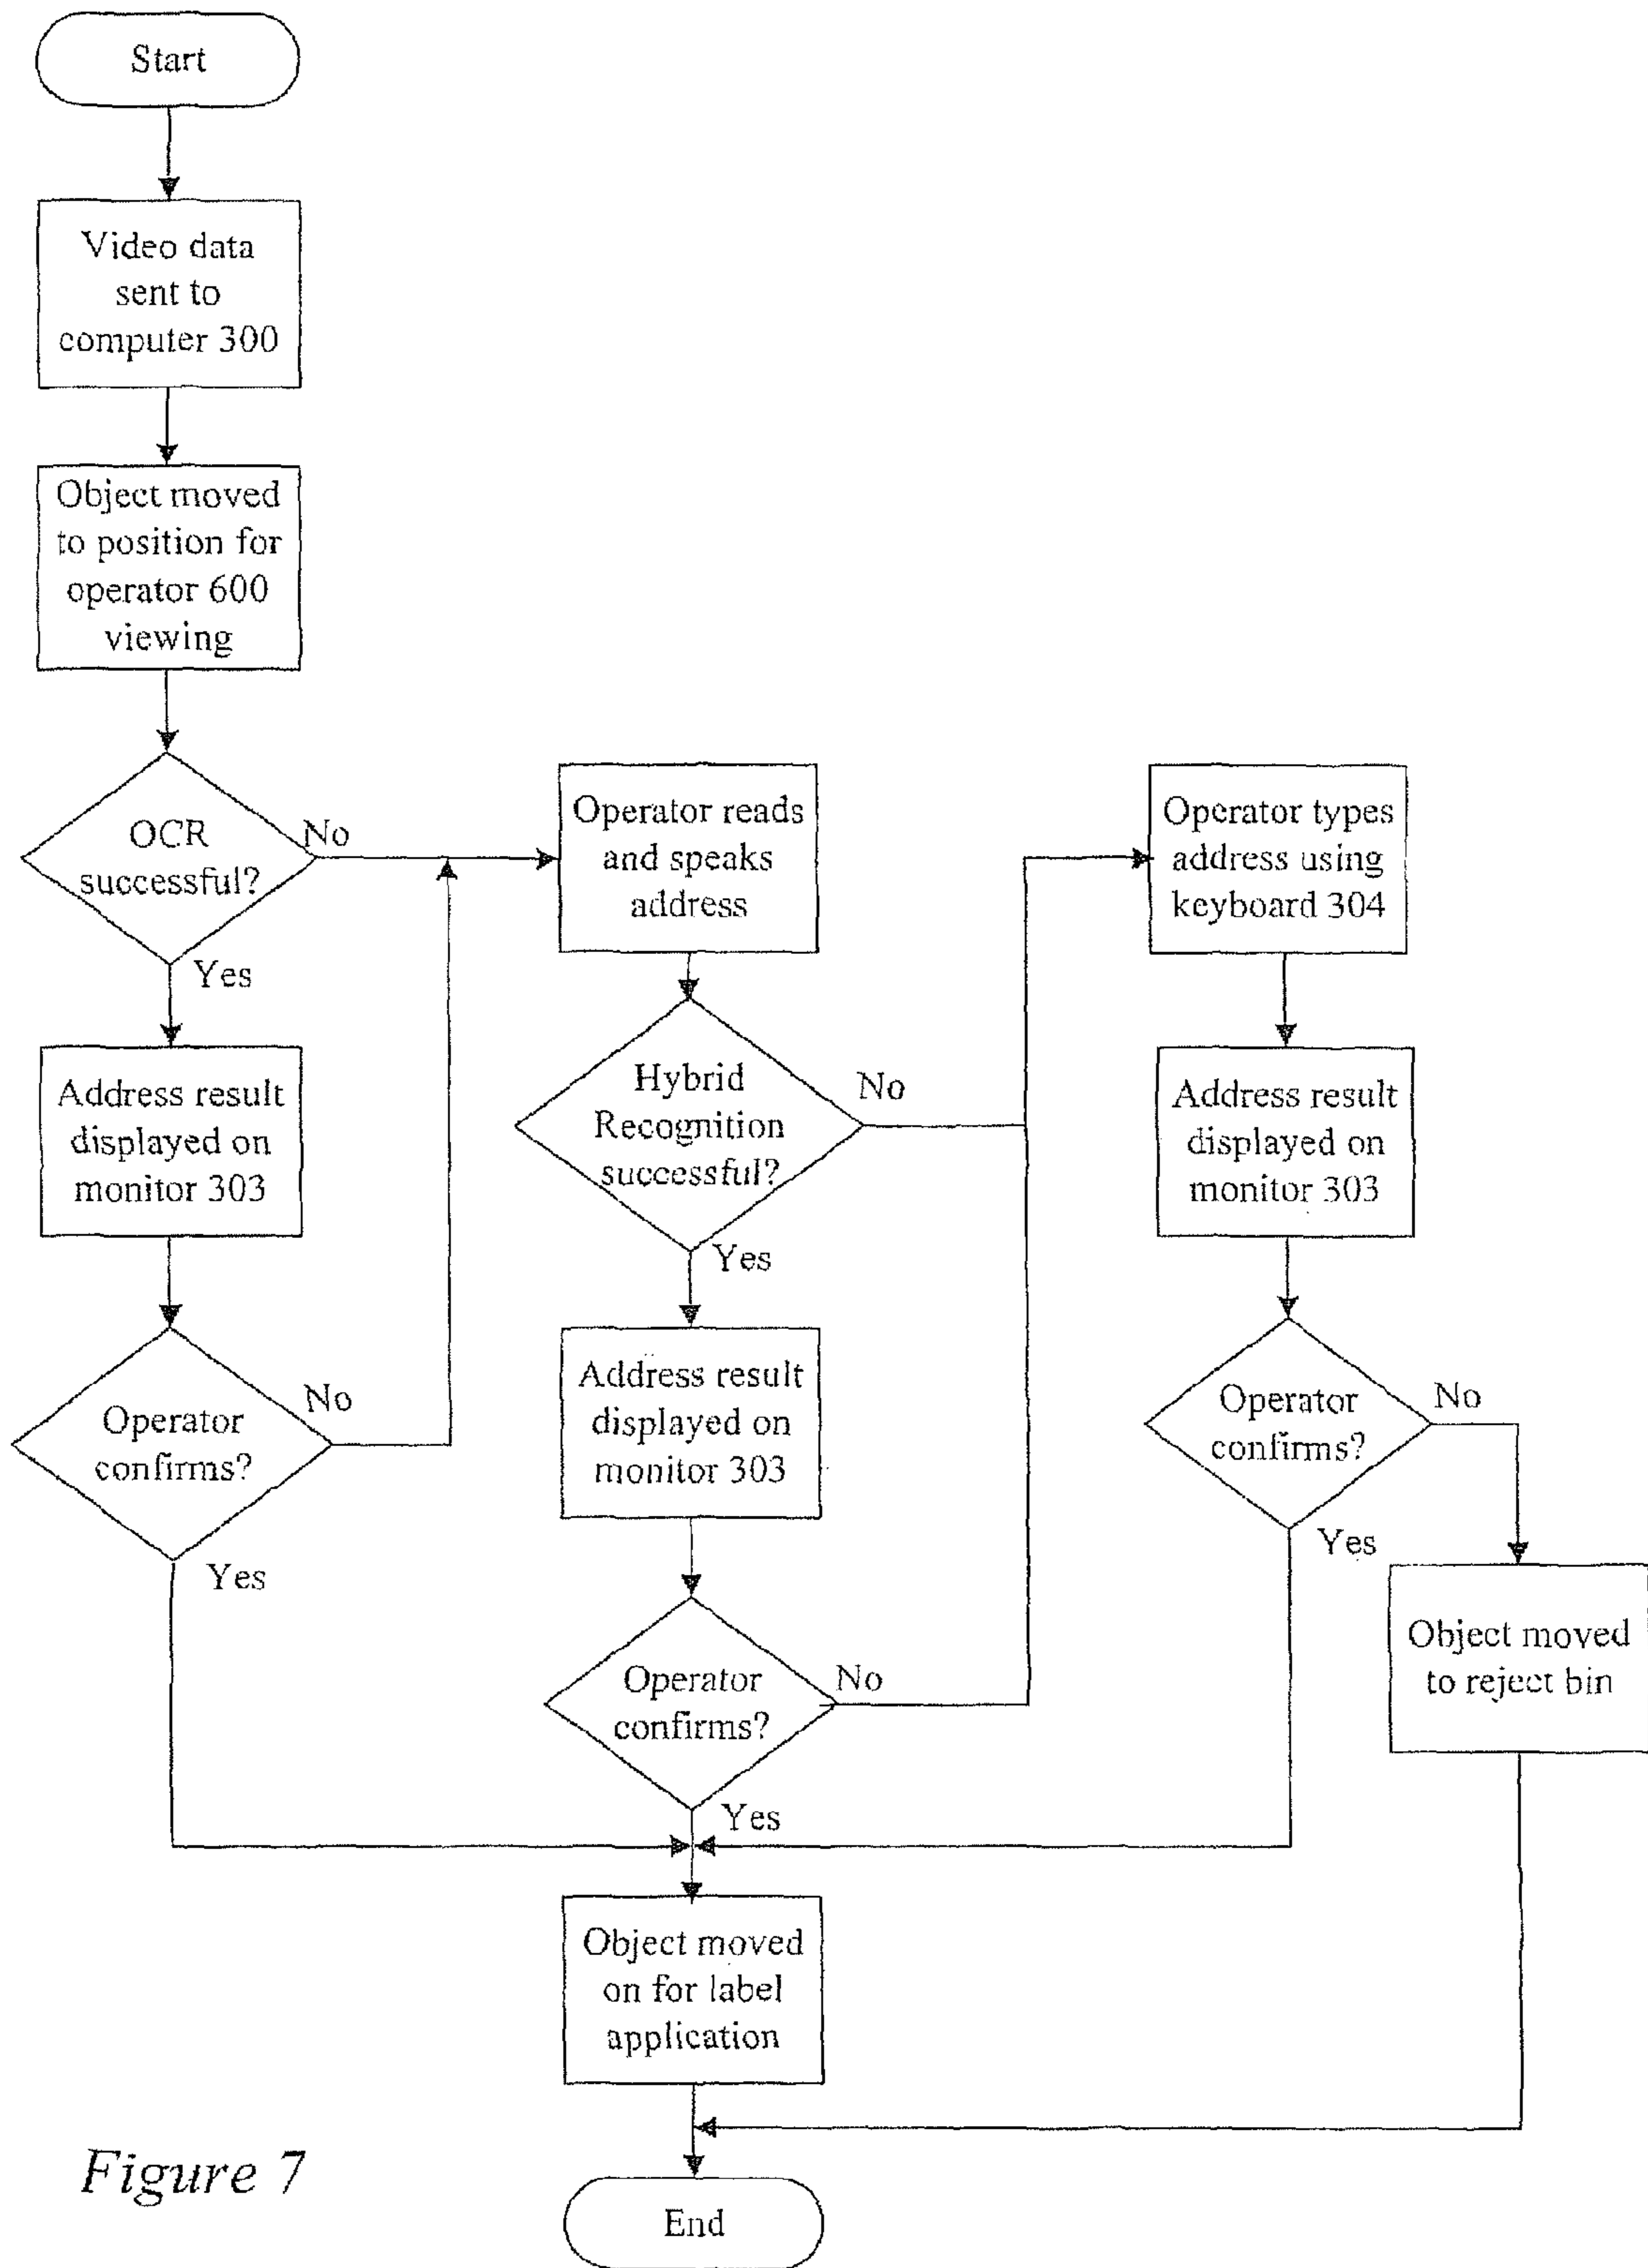 Start
Video data
sent to
computer 300
Object moved
to position for
operator 600
viewing
OCR
successful?
No
Yes
Address result
displayed on
monitor 303
Operator
confirms?
No
Yes
Operator reads
and speaks
address
Hybrid
Recognition
successful?
No
Yes
Address result
displayed on
monitor 303
Operator
confirms?
No
Yes
Operator types
address using
keyboard 304
Address result
displayed on
monitor 303
Operator
confirms?
No
Yes
Object moved
to reject bin
Object moved
on for label
application
End
Figure 7